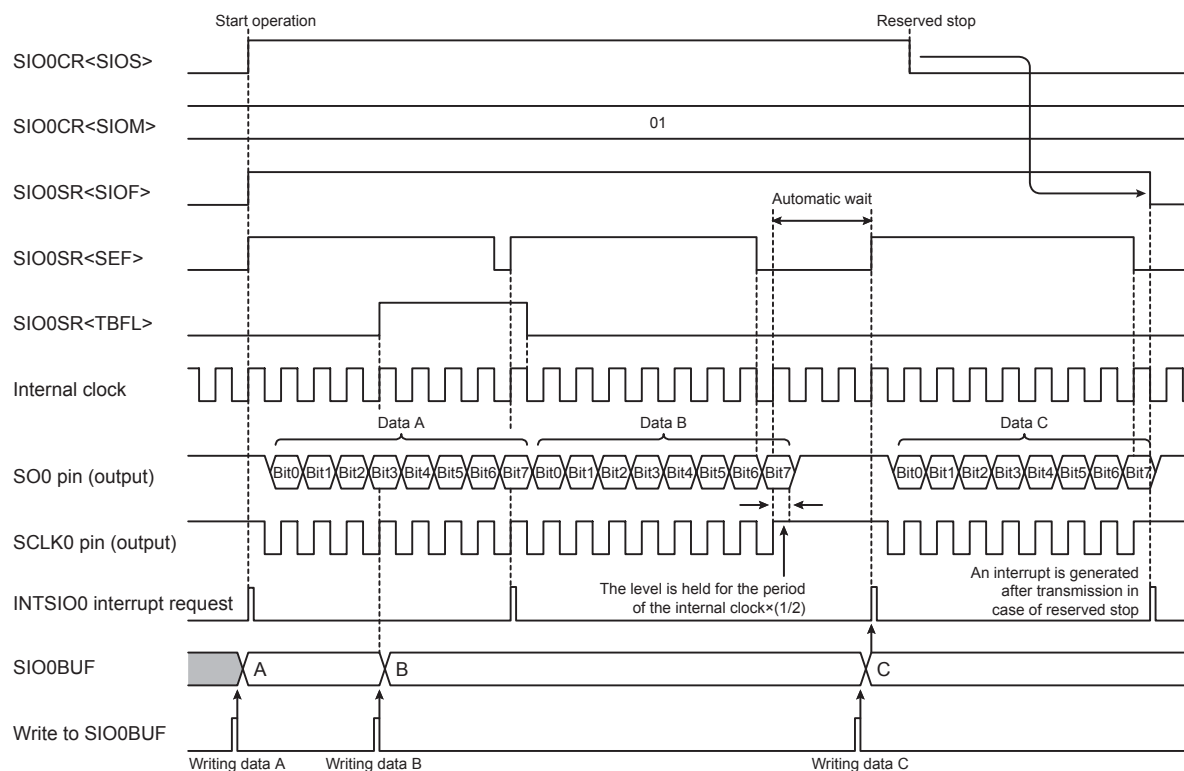 Start operation
Reserved stop
SIO0CR<SIOS>
SIO0CR<SIOM>
01
SIO0SR<SIOF>
Automatic wait
SIO0SR<SEF>
SIO0SR<TBFL>
Internal clock
Data A
Data B
Data C
SO0 pin (output)
Bit0 Bit1 Bit2 Bit3 Bit4 Bit5 Bit6 Bit7 Bit0 Bit1 Bit2 Bit3 Bit4 Bit5 Bit6 Bit7 Bit0 Bit1 Bit2 Bit3 Bit4 Bit5 Bit6 Bit7
SCLK0 pin (output)
The level is held for the period
of the internal clock×(1/2)
An interrupt is generated
after transmission in
case of reserved stop
INTSIO0 interrupt request
SIO0BUF
A
B
C
Write to SIO0BUF
Writing data A
Writing data B
Writing data C